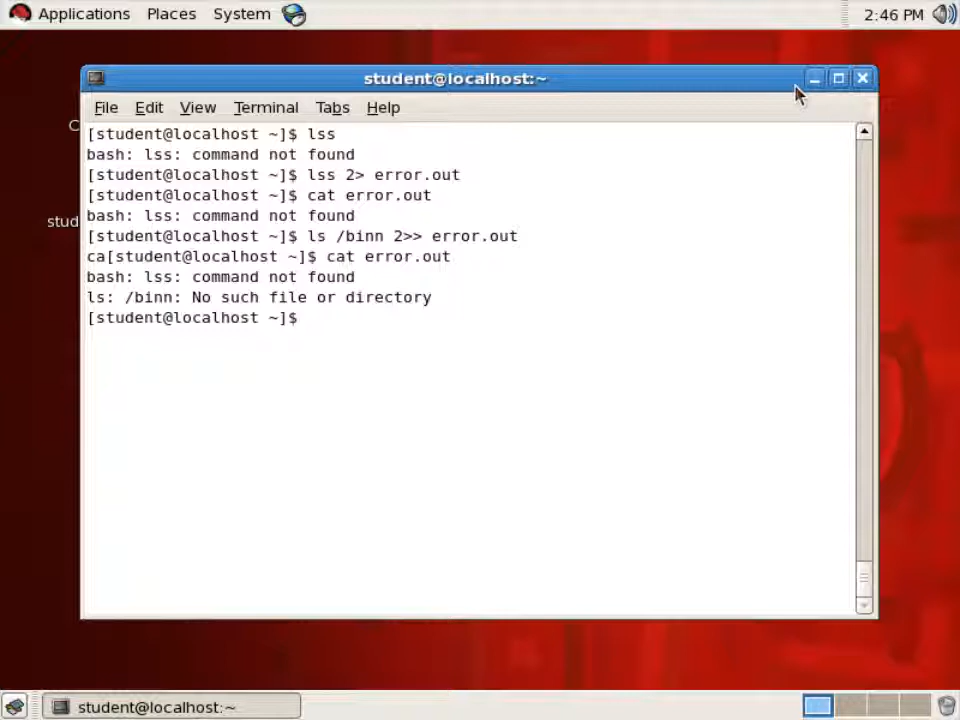 Applications Places System 2:46 PM
student@localhost:~
File Edit View Terminal Tabs Help
[student@localhost ~]$ lss
bash: lss: command not found
[student@localhost ~]$ lss 2> error.out
[student@localhost ~]$ cat error.out
bash: lss: command not found
[student@localhost ~]$ ls /binn 2>> error.out
ca[student@localhost ~]$ cat error.out
bash: lss: command not found
ls: /binn: No such file or directory
[student@localhost ~]$
C
stud
student@localhost:~